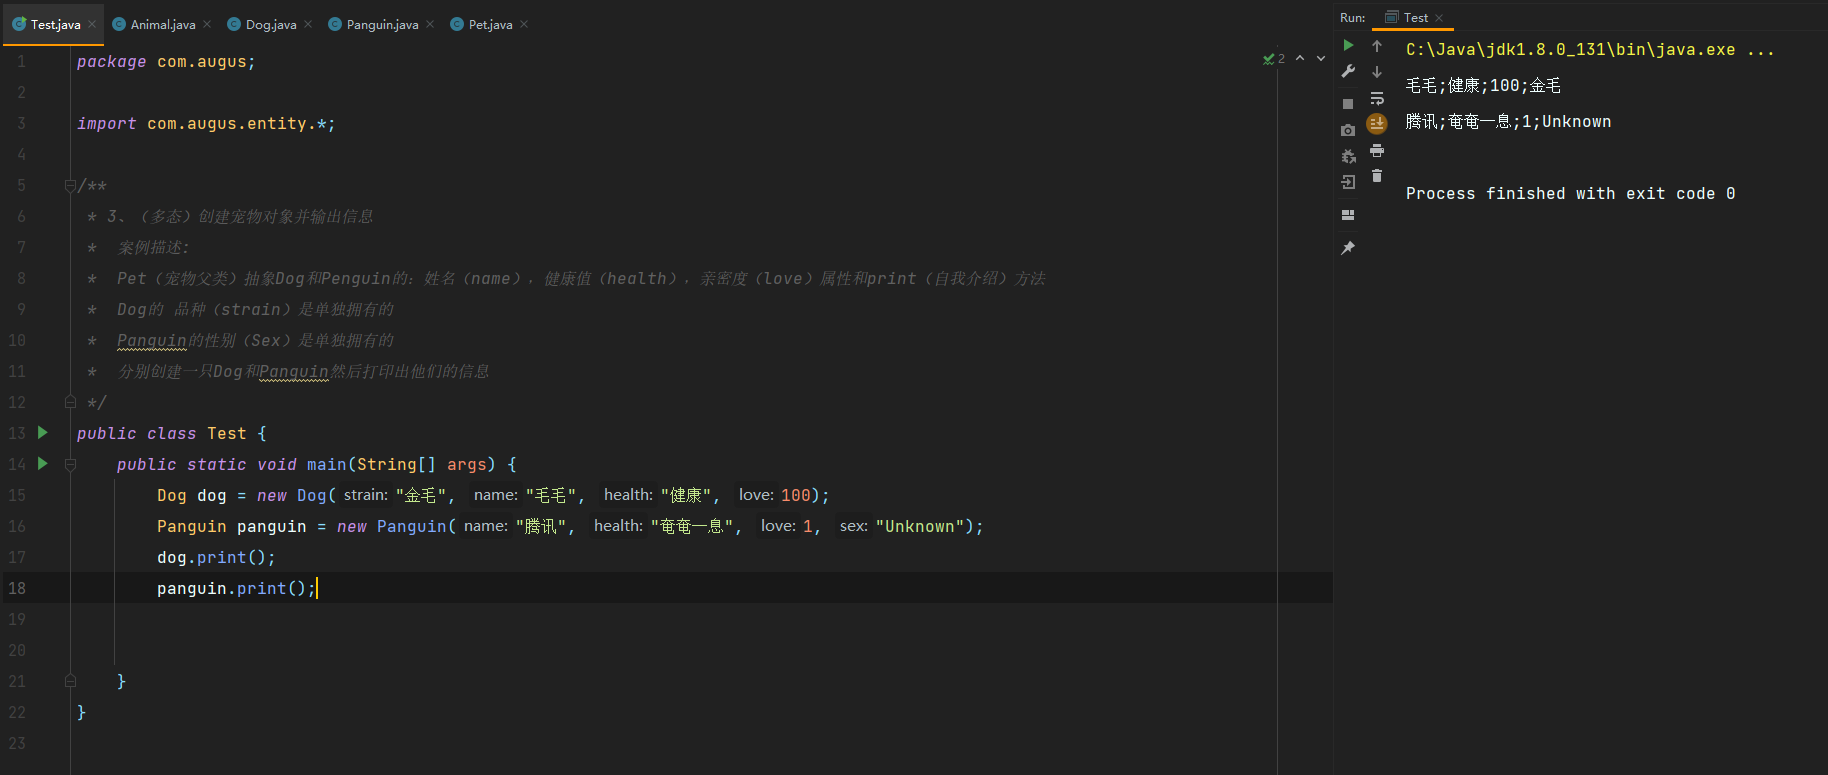 Test.java Animal.java Dog.java Panguin.java Pet.java
1 package com.augus;
2
3 import com.augus.entity.*;
4
5 /**
6 * 3、（多态）创建宠物对象并输出信息
7 * 案例描述:
8 * Pet（宠物父类）抽象Dog和Penguin的：姓名（name），健康值（health），亲密度（love）属性和print（自我介绍）方法
9 * Dog的 品种（strain）是单独拥有的
10 * Panguin的性别（Sex）是单独拥有的
11 * 分别创建一只Dog和Panguin然后打印出他们的信息
12 */
13 public class Test {
14 public static void main(String[] args) {
15 Dog dog = new Dog( strain: "金毛", name: "毛毛", health: "健康", love: 100);
16 Panguin panguin = new Panguin( name: "腾讯", health: "奄奄一息", love: 1, sex: "Unknown");
17 dog.print();
18 panguin.print();
19
20
21 }
22 }
23
2
Run: Test
C:\Java\jdk1.8.0_131\bin\java.exe ...
毛毛;健康;100;金毛
腾讯;奄奄一息;1;Unknown
Process finished with exit code 0